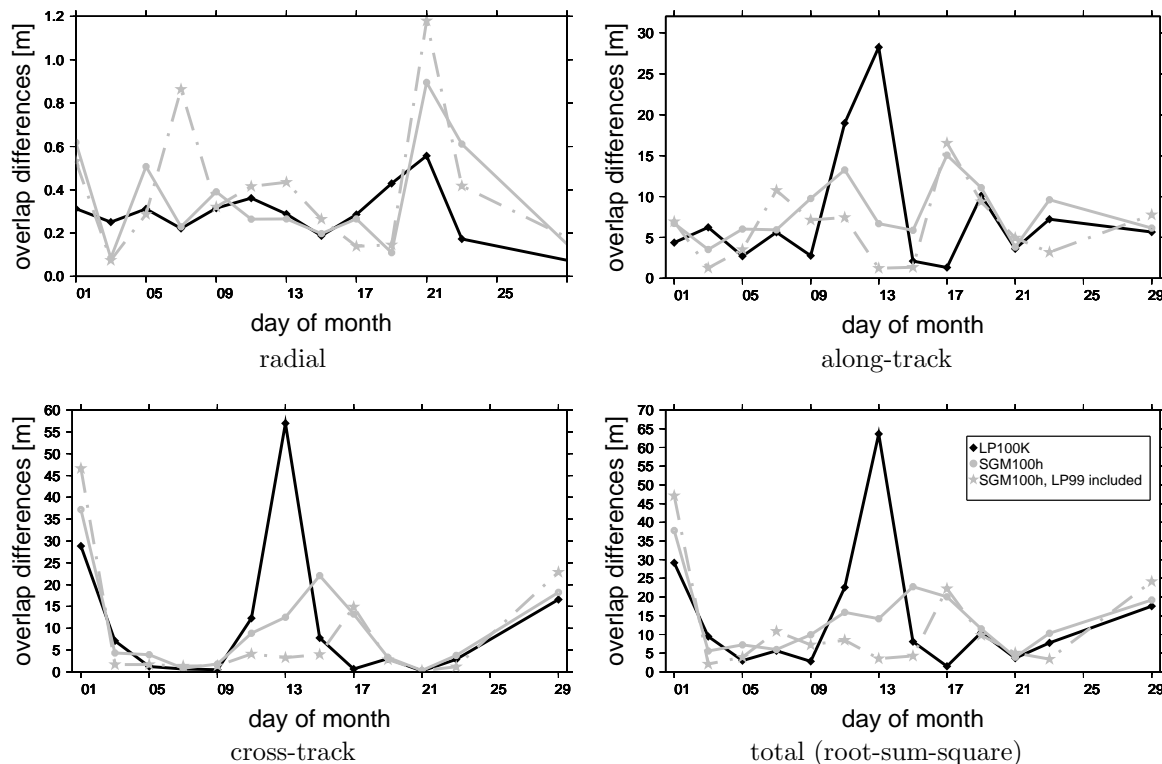 overlap differences [m]
1.2
1.0
0.8
0.6
0.4
0.2
0.0
01 05 09 13 17 21 25
day of month
radial
overlap differences [m]
30
25
20
15
10
5
0
01 05 09 13 17 21 25 29
day of month
along-track
overlap differences [m]
60
55
50
45
40
35
30
25
20
15
10
5
0
01 05 09 13 17 21 25 29
day of month
cross-track
overlap differences [m]
70
65
60
55
50
45
40
35
30
25
20
15
10
5
0
01 05 09 13 17 21 25 29
LP100K
SGM100h
SGM100h, LP99 included
day of month
total (root-sum-square)